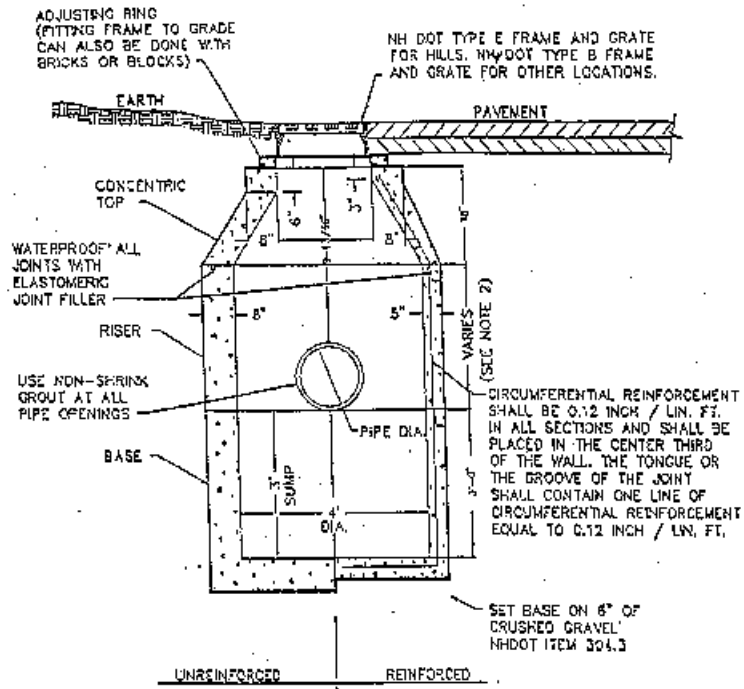 ADJUSTING RING
(FITTING FRAME TO GRADE
CAN ALSO BE DONE WITH
BRICKS OR BLOCKS)
NH DOT TYPE E FRAME AND GRATE
FOR HILLS. NH DOT TYPE B FRAME
AND GRATE FOR OTHER LOCATIONS.
EARTH
PAVEMENT
CONCENTRIC
TOP
6"
3"
8"
8"
WATERPROOF ALL
JOINTS WITH
ELASTOMERIC
JOINT FILLER
8"
5"
RISER
VARIES
(SEE NOTE 2)
USE NON-SHRINK
GROUT AT ALL
PIPE OPENINGS
PIPE DIA.
BASE
3'
SUMP
4'
DIA.
CIRCUMFERENTIAL REINFORCEMENT
SHALL BE 0.12 INCH / LIN. FT.
IN ALL SECTIONS AND SHALL BE
PLACED IN THE CENTER THIRD
OF THE WALL. THE TONGUE OR
THE GROOVE OF THE JOINT
SHALL CONTAIN ONE LINE OF
CIRCUMFERENTIAL REINFORCEMENT
EQUAL TO 0.12 INCH / LIN. FT.
SET BASE ON 6" OF
CRUSHED GRAVEL
NHDOT ITEM 304.3
UNREINFORCED
REINFORCED